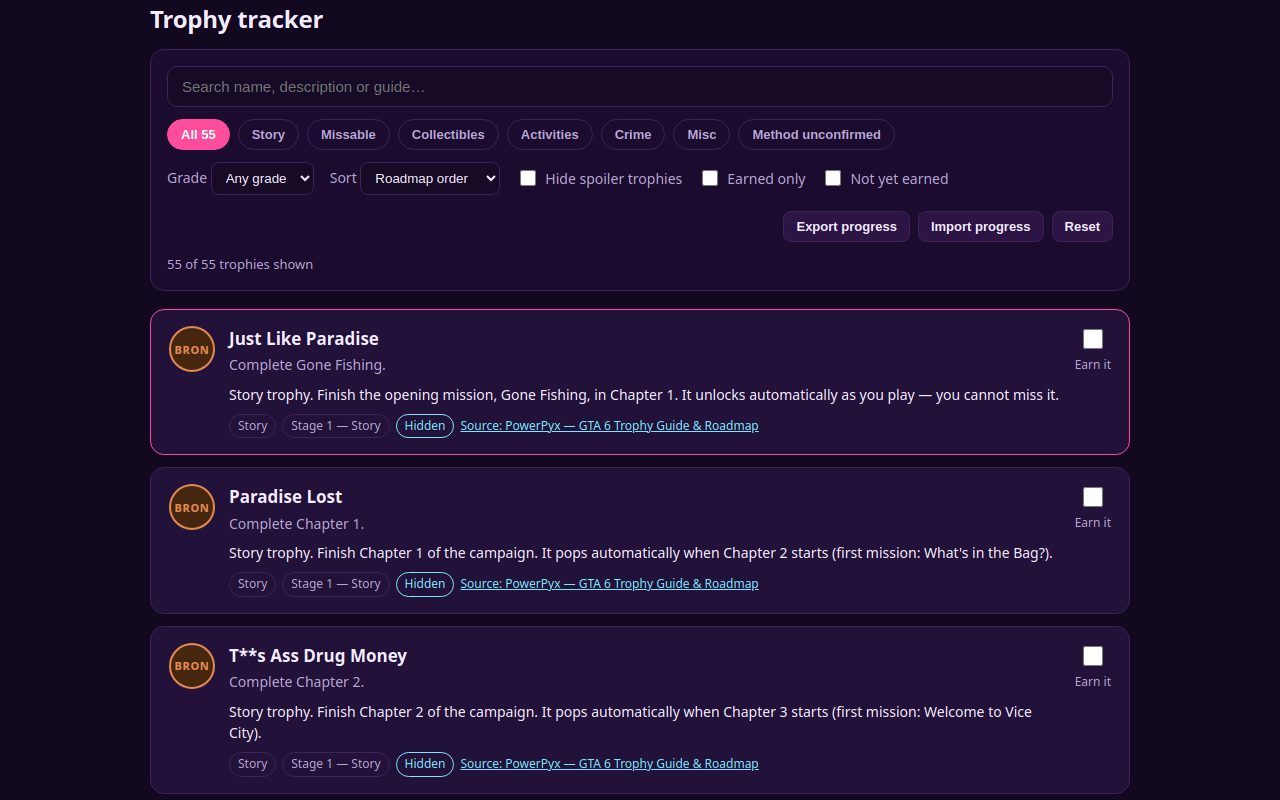 Trophy tracker
Search name, description or guide…
All 55 Story Missable Collectibles Activities Crime Misc Method unconfirmed
Grade Any grade Sort Roadmap order Hide spoiler trophies Earned only Not yet earned
Export progress Import progress Reset
55 of 55 trophies shown
BRON Just Like Paradise
Complete Gone Fishing. Earn it
Story trophy. Finish the opening mission, Gone Fishing, in Chapter 1. It unlocks automatically as you play — you cannot miss it.
Story Stage 1 — Story Hidden Source: PowerPyx — GTA 6 Trophy Guide & Roadmap
BRON Paradise Lost
Complete Chapter 1. Earn it
Story trophy. Finish Chapter 1 of the campaign. It pops automatically when Chapter 2 starts (first mission: What's in the Bag?).
Story Stage 1 — Story Hidden Source: PowerPyx — GTA 6 Trophy Guide & Roadmap
BRON T**s Ass Drug Money
Complete Chapter 2. Earn it
Story trophy. Finish Chapter 2 of the campaign. It pops automatically when Chapter 3 starts (first mission: Welcome to Vice
City).
Story Stage 1 — Story Hidden Source: PowerPyx — GTA 6 Trophy Guide & Roadmap